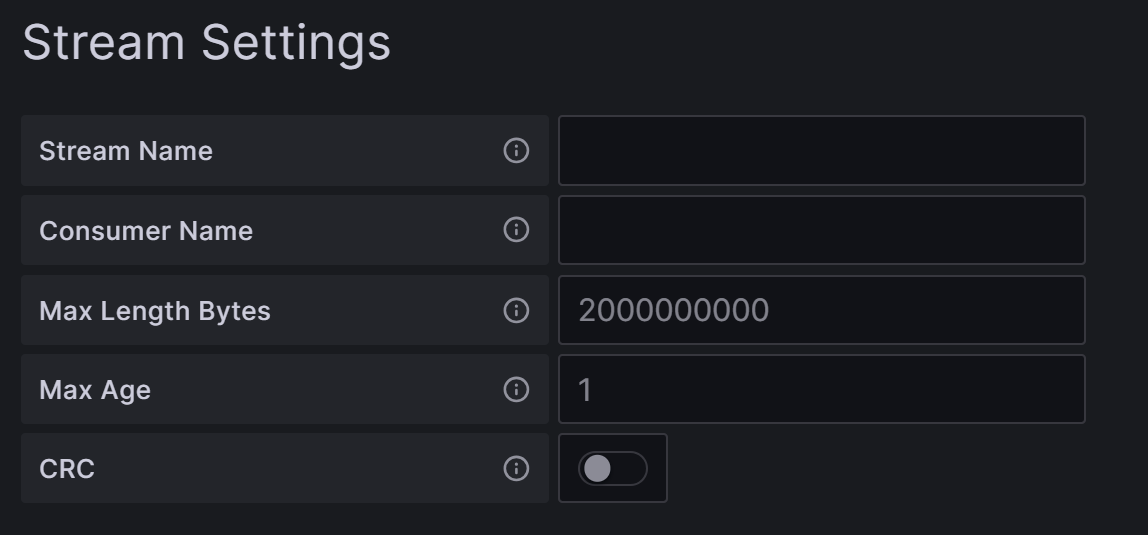 Stream Settings
Stream Name
Consumer Name
Max Length Bytes
2000000000
Max Age
1
CRC